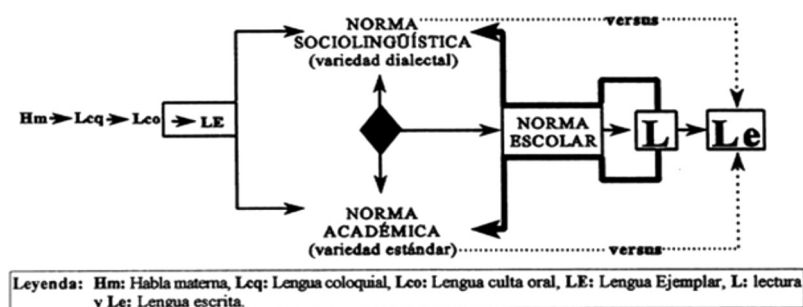 NORMA
SOCIOLINGÜÍSTICA
(variedad dialectal)
versus
Hm Lcq Lco LE
NORMA
ESCOLAR
L
Le
NORMA
ACADÉMICA
(variedad estándar)
versus
Leyenda: Hm: Habla materna, Lcq: Lengua coloquial, Lco: Lengua culta oral, LE: Lengua Ejemplar, L: lectura
y Le: Lengua escrita.